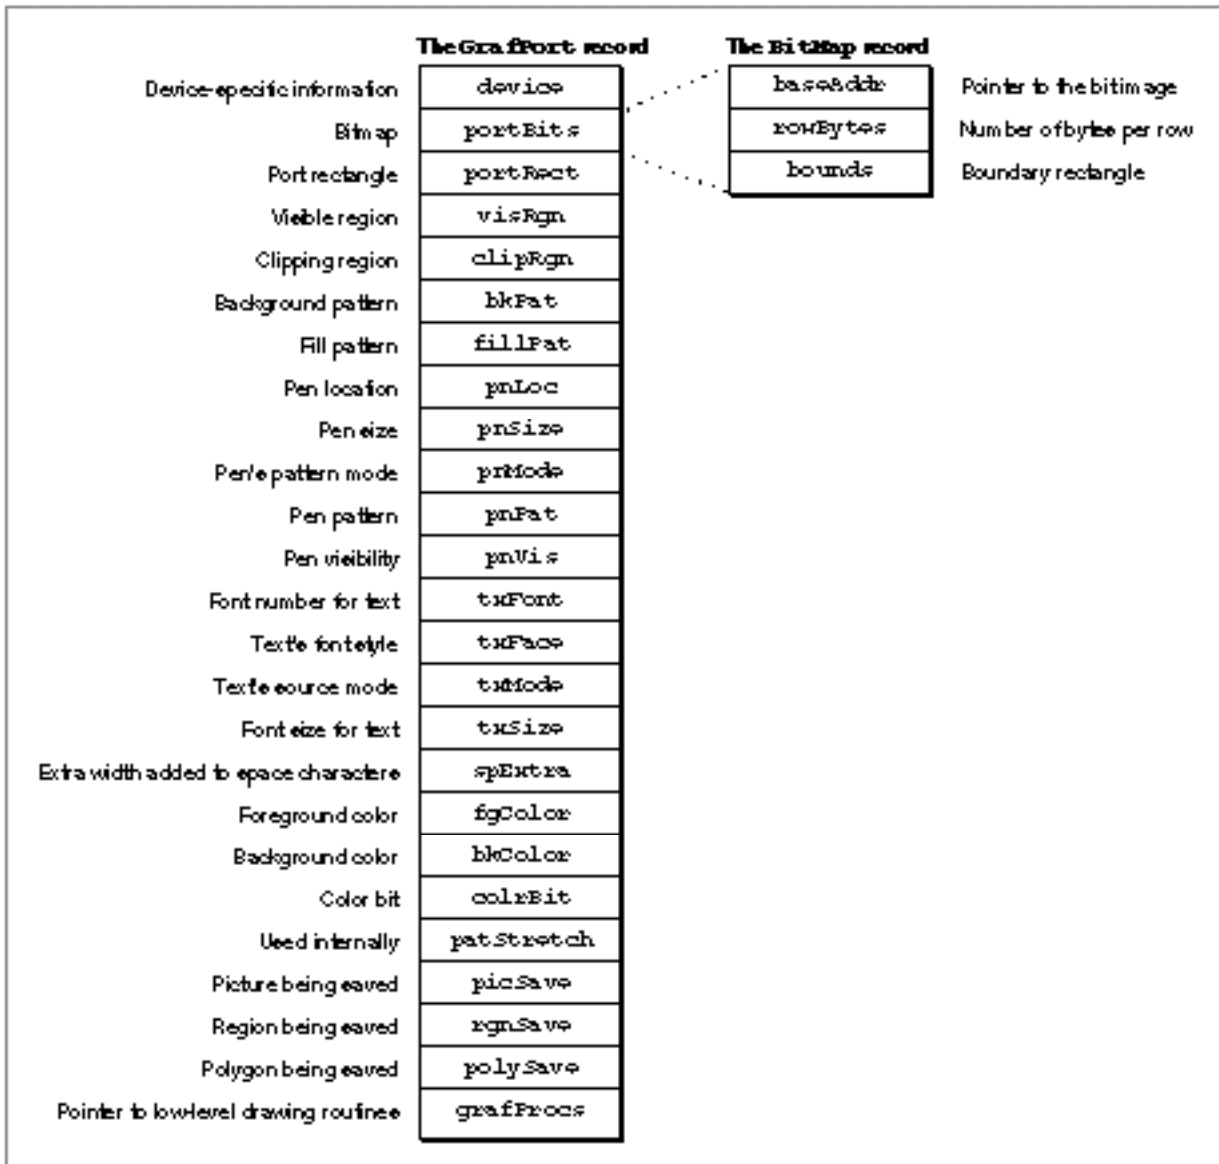 The GrafPort record
The BitMap record
Device-specific information
device
baseAddr
Pointer to the bit image
Bitmap
portBits
rowBytes
Number of bytes per row
Port rectangle
portRect
bounds
Boundary rectangle
Visible region
visRgn
Clipping region
clipRgn
Background pattern
bkPat
Fill pattern
fillPat
Pen location
pnLoc
Pen size
pnSize
Pen's pattern mode
pnMode
Pen pattern
pnPat
Pen visibility
pnVis
Font number for text
txFont
Text's font style
txFace
Text's source mode
txMode
Font size for text
txSize
Extra width added to space characters
spExtra
Foreground color
fgColor
Background color
bkColor
Color bit
colrBit
Used internally
patStretch
Picture being saved
picSave
Region being saved
rgnSave
Polygon being saved
polySave
Pointer to low-level drawing routines
grafProcs